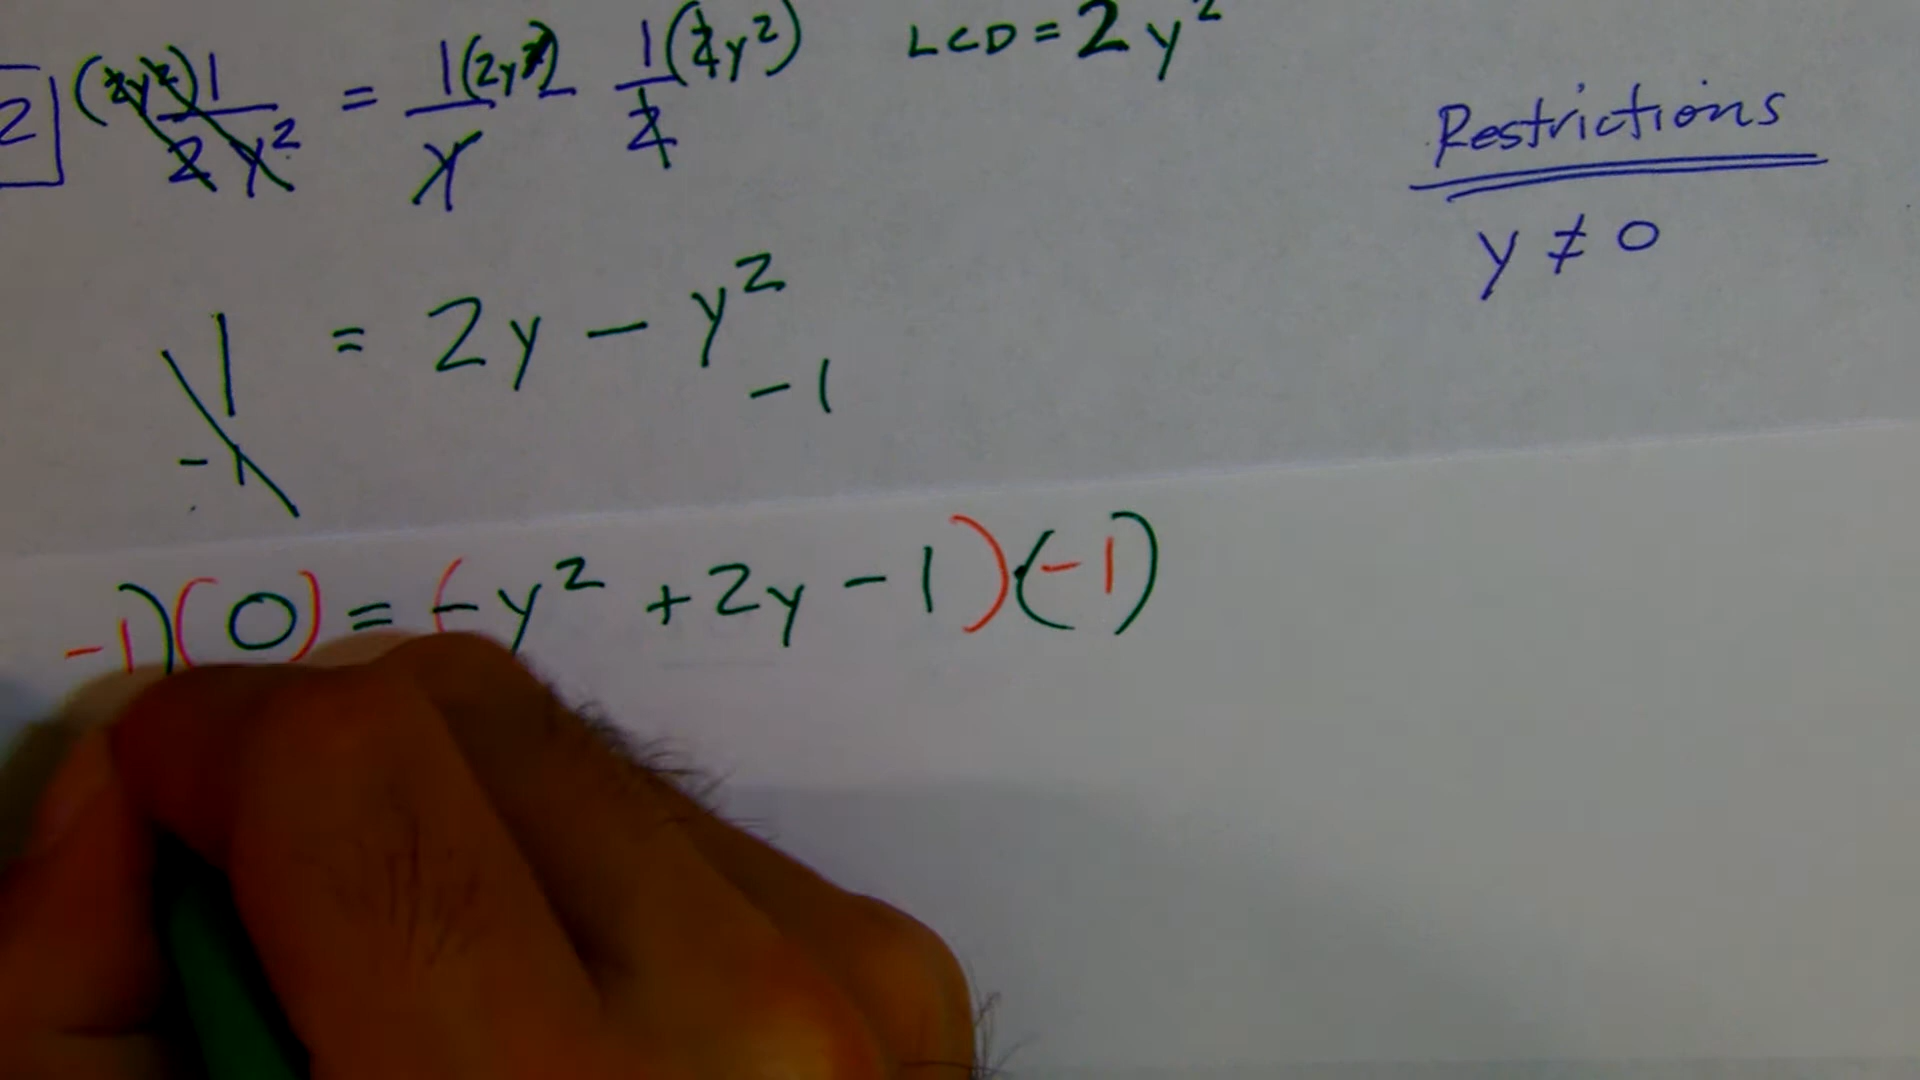 2 (2y²)1/2y² = 1(2y²)/y - 1(2y²)/2 LCD = 2y²
Restrictions
y ≠ 0
1 = 2y - y²
-1 -1
-1)(0) = (-y² + 2y - 1)·(-1)